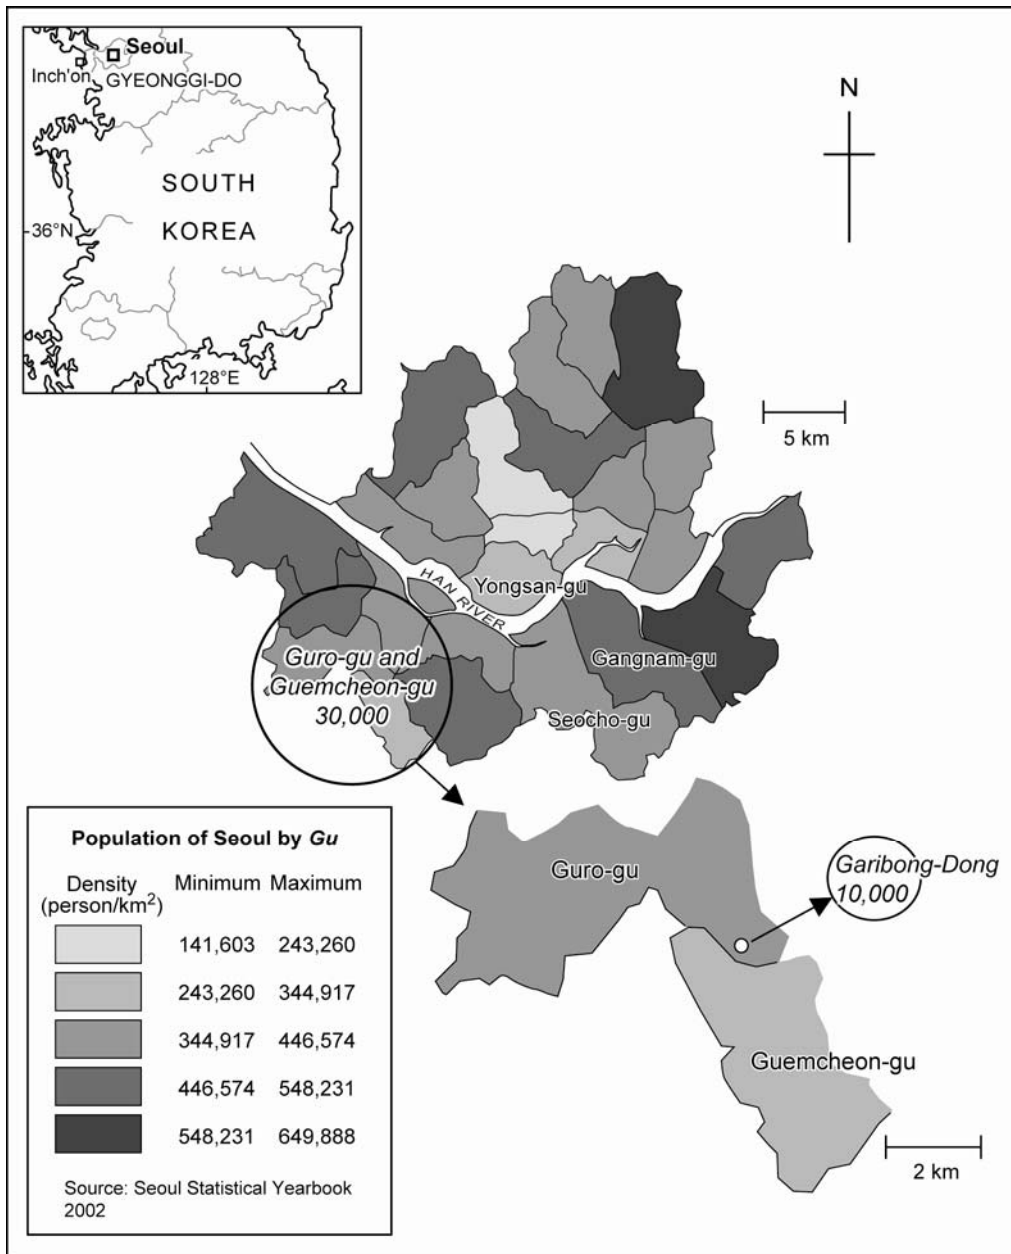 Seoul
Inch'on
GYEONGGI-DO
SOUTH
KOREA
36°N
128°E
N
5 km
HAN RIVER
Yongsan-gu
Gangnam-gu
Seocho-gu
Guro-gu and
Guemcheon-gu
30,000
Guro-gu
Garibong-Dong
10,000
Guemcheon-gu
2 km
Population of Seoul by Gu
Density Minimum Maximum
(person/km²)
141,603 243,260
243,260 344,917
344,917 446,574
446,574 548,231
548,231 649,888
Source: Seoul Statistical Yearbook
2002